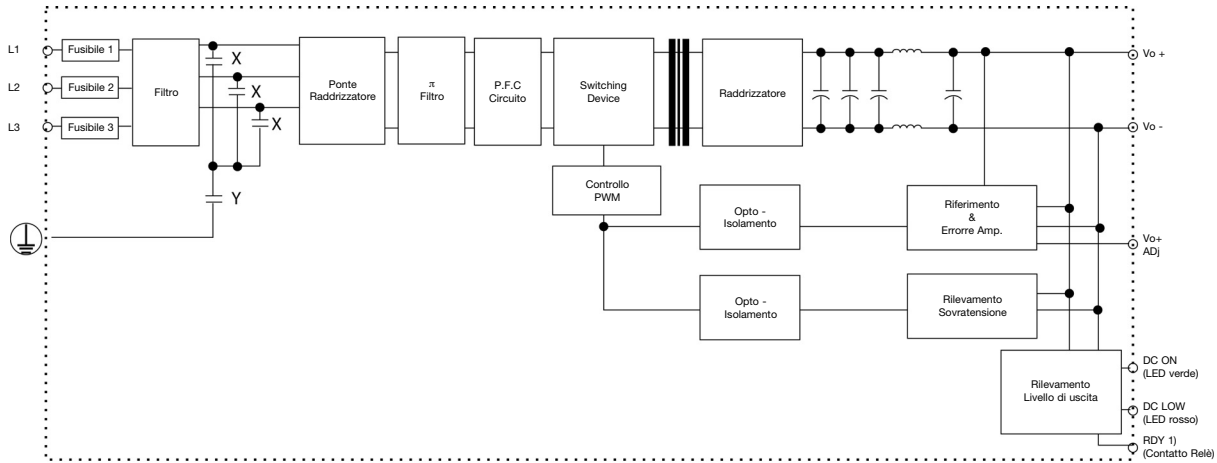 L1
Fusibile 1
L2
Fusibile 2
L3
Fusibile 3
Filtro
X
X
X
Y
Ponte
Raddrizzatore
π
Filtro
P.F.C
Circuito
Switching
Device
Raddrizzatore
Vo +
Vo -
Controllo
PWM
Opto -
Isolamento
Riferimento
&
Errorre Amp.
Vo+
ADj
Opto -
Isolamento
Rilevamento
Sovratensione
Rilevamento
Livello di uscita
DC ON
(LED verde)
DC LOW
(LED rosso)
RDY 1)
(Contatto Relè)